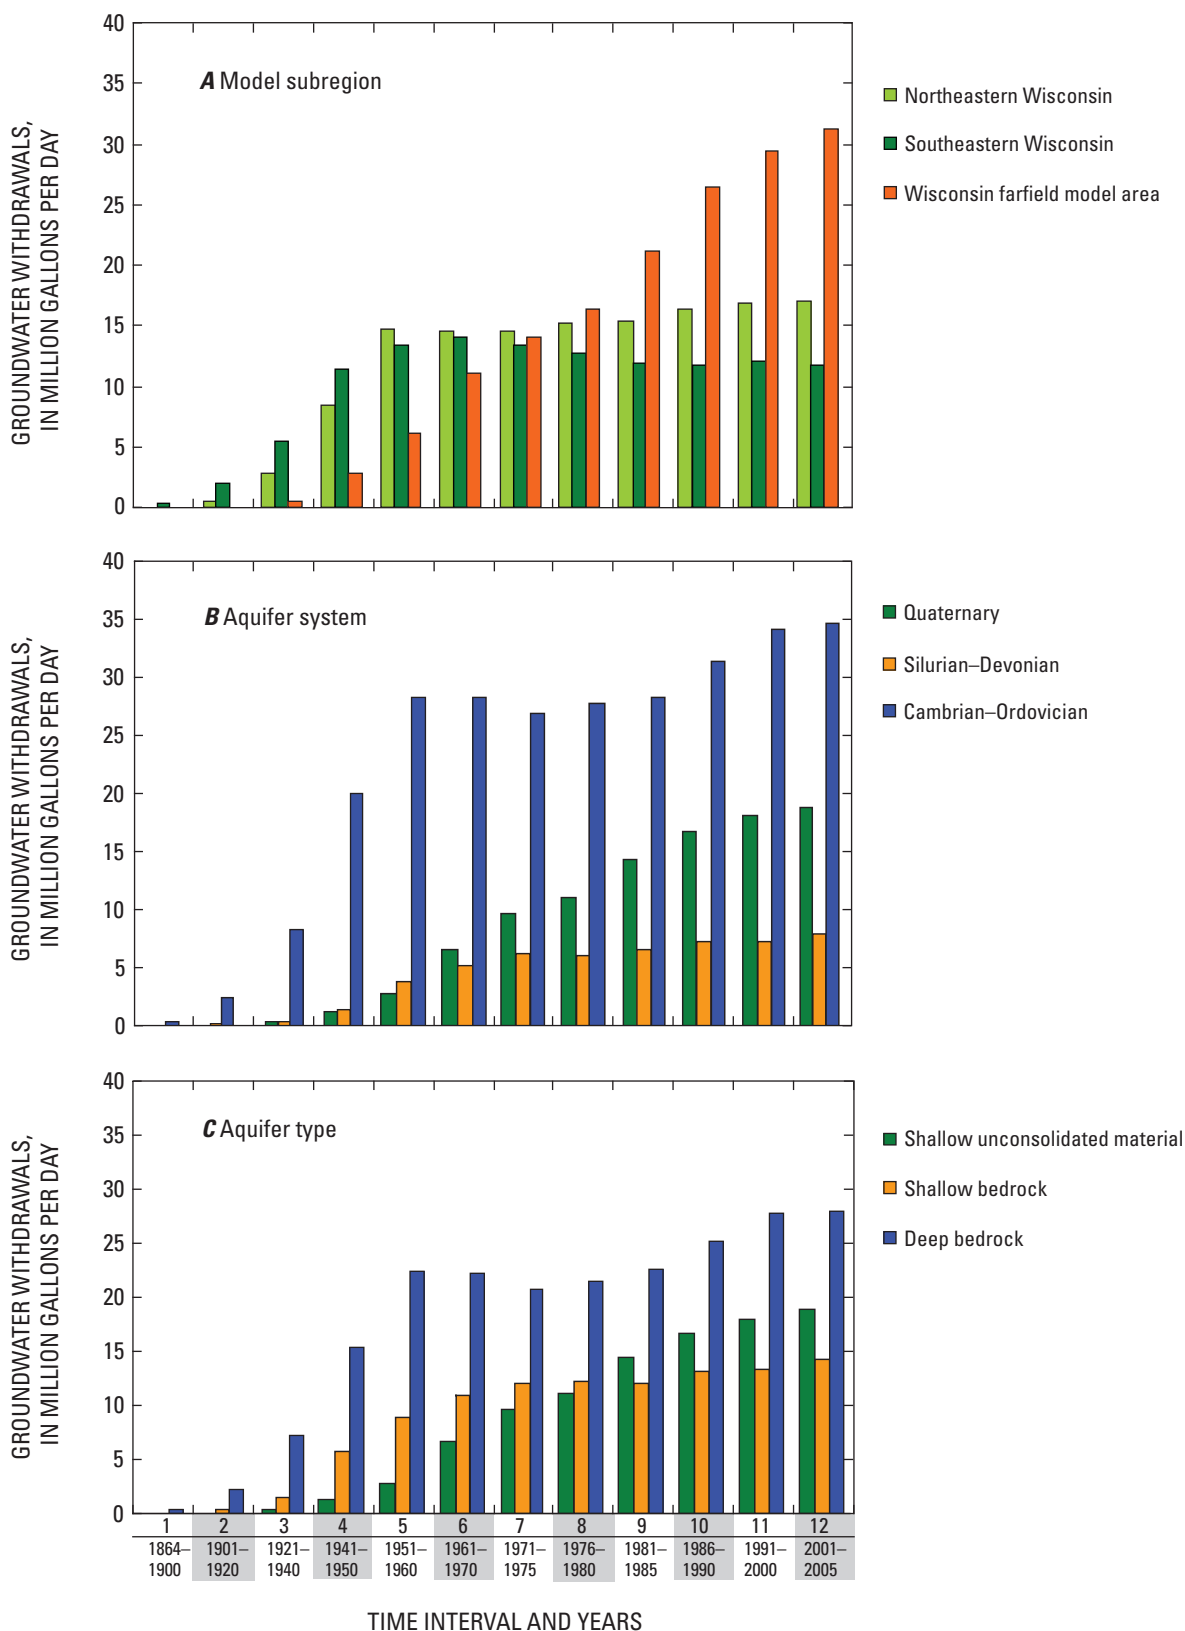 40
35
30
25
20
15
10
5
0
GROUNDWATER WITHDRAWALS,
IN MILLION GALLONS PER DAY
A Model subregion
Northeastern Wisconsin
Southeastern Wisconsin
Wisconsin farfield model area
40
35
30
25
20
15
10
5
0
GROUNDWATER WITHDRAWALS,
IN MILLION GALLONS PER DAY
B Aquifer system
Quaternary
Silurian–Devonian
Cambrian–Ordovician
40
35
30
25
20
15
10
5
0
GROUNDWATER WITHDRAWALS,
IN MILLION GALLONS PER DAY
C Aquifer type
Shallow unconsolidated material
Shallow bedrock
Deep bedrock
1 2 3 4 5 6 7 8 9 10 11 12
1864– 1901– 1921– 1941– 1951– 1961– 1971– 1976– 1981– 1986– 1991– 2001–
1900 1920 1940 1950 1960 1970 1975 1980 1985 1990 2000 2005
TIME INTERVAL AND YEARS